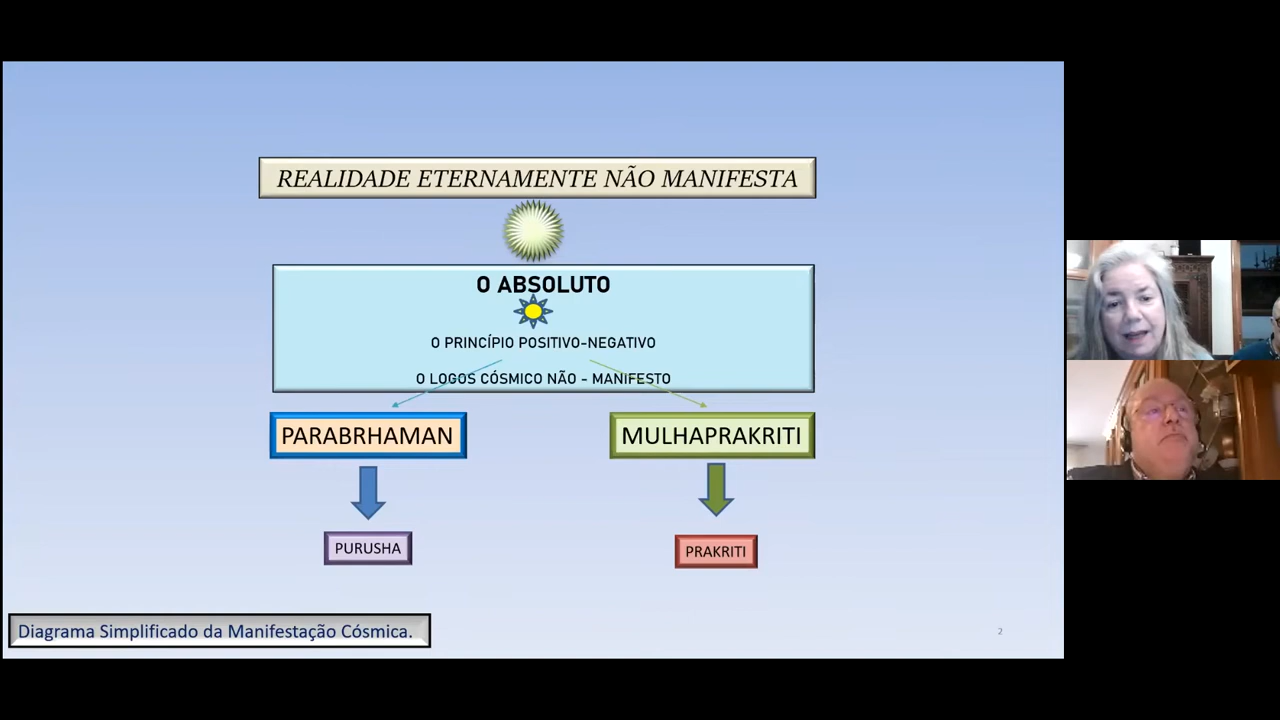 REALIDADE ETERNAMENTE NÃO MANIFESTA
O ABSOLUTO
O PRINCÍPIO POSITIVO-NEGATIVO
O LOGOS CÓSMICO NÃO - MANIFESTO
PARABRHAMAN
MULHAPRAKRITI
PURUSHA
PRAKRITI
Diagrama Simplificado da Manifestação Cósmica.
2